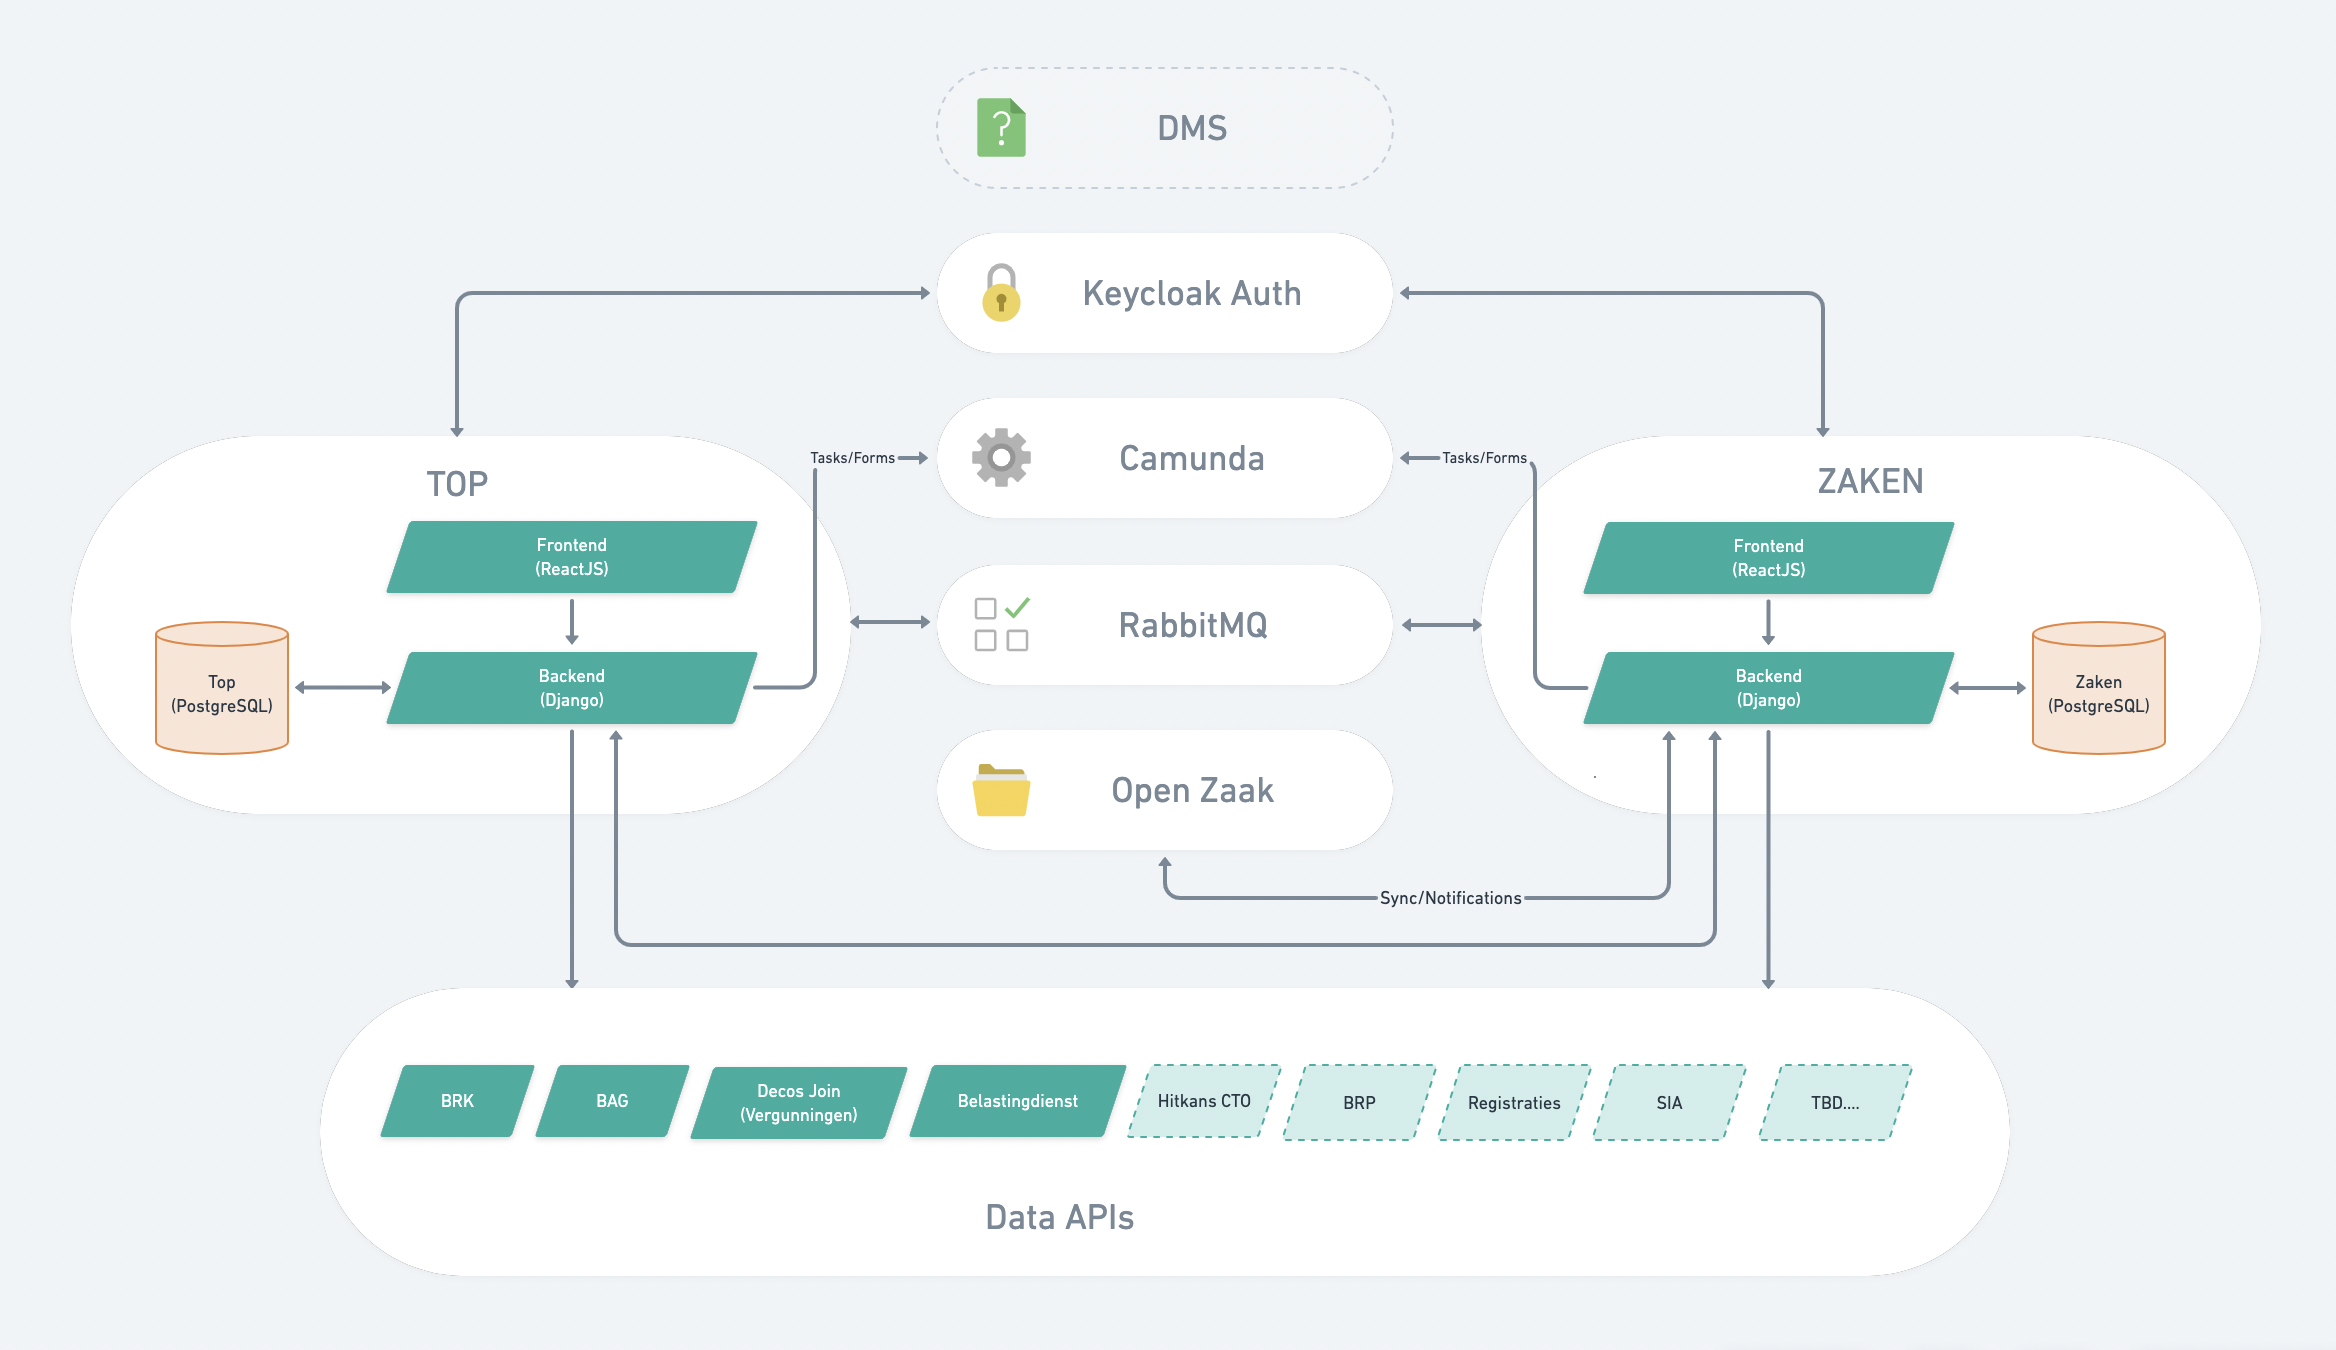 DMS
Keycloak Auth
Camunda
Tasks/Forms
Tasks/Forms
RabbitMQ
Open Zaak
TOP
Frontend
(ReactJS)
Backend
(Django)
Top
(PostgreSQL)
ZAKEN
Frontend
(ReactJS)
Backend
(Django)
Zaken
(PostgreSQL)
Sync/Notifications
BRK
BAG
Decos Join
(Vergunningen)
Belastingdienst
Hitkans CTO
BRP
Registraties
SIA
TBD....
Data APIs